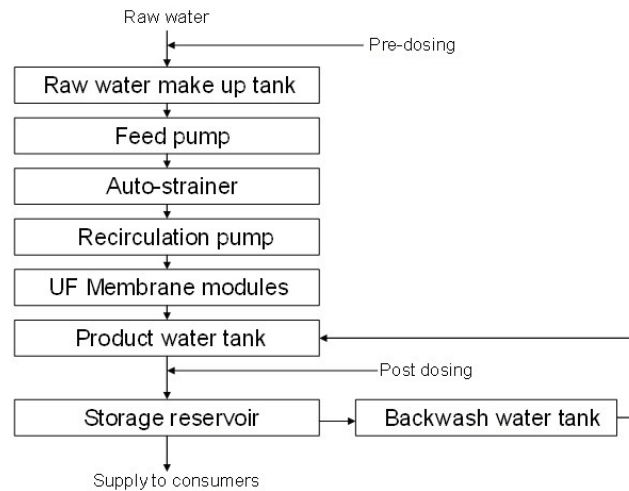 Raw water
Pre-dosing
Raw water make up tank
Feed pump
Auto-strainer
Recirculation pump
UF Membrane modules
Product water tank
Post dosing
Storage reservoir
Backwash water tank
Supply to consumers